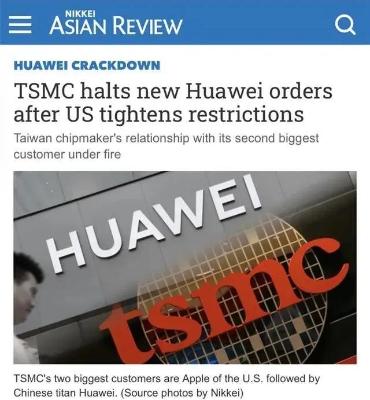 NIKKEI
ASIAN REVIEW
HUAWEI CRACKDOWN
TSMC halts new Huawei orders
after US tightens restrictions
Taiwan chipmaker's relationship with its second biggest
customer under fire
HUAWEI
tsmc
TSMC's two biggest customers are Apple of the U.S. followed by
Chinese titan Huawei. (Source photos by Nikkei)